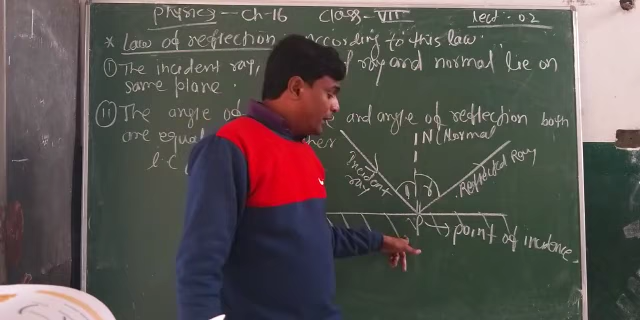 Physics -- Ch-16 Class - VII Lect - 02
* Law of reflection According to this law.
(I) The incident ray, ray and normal lie on
same plane.
(II) The angle of and angle of reflection both
are equal
N (Normal
Incident
ray
i r
Reflected Ray
point of incidence